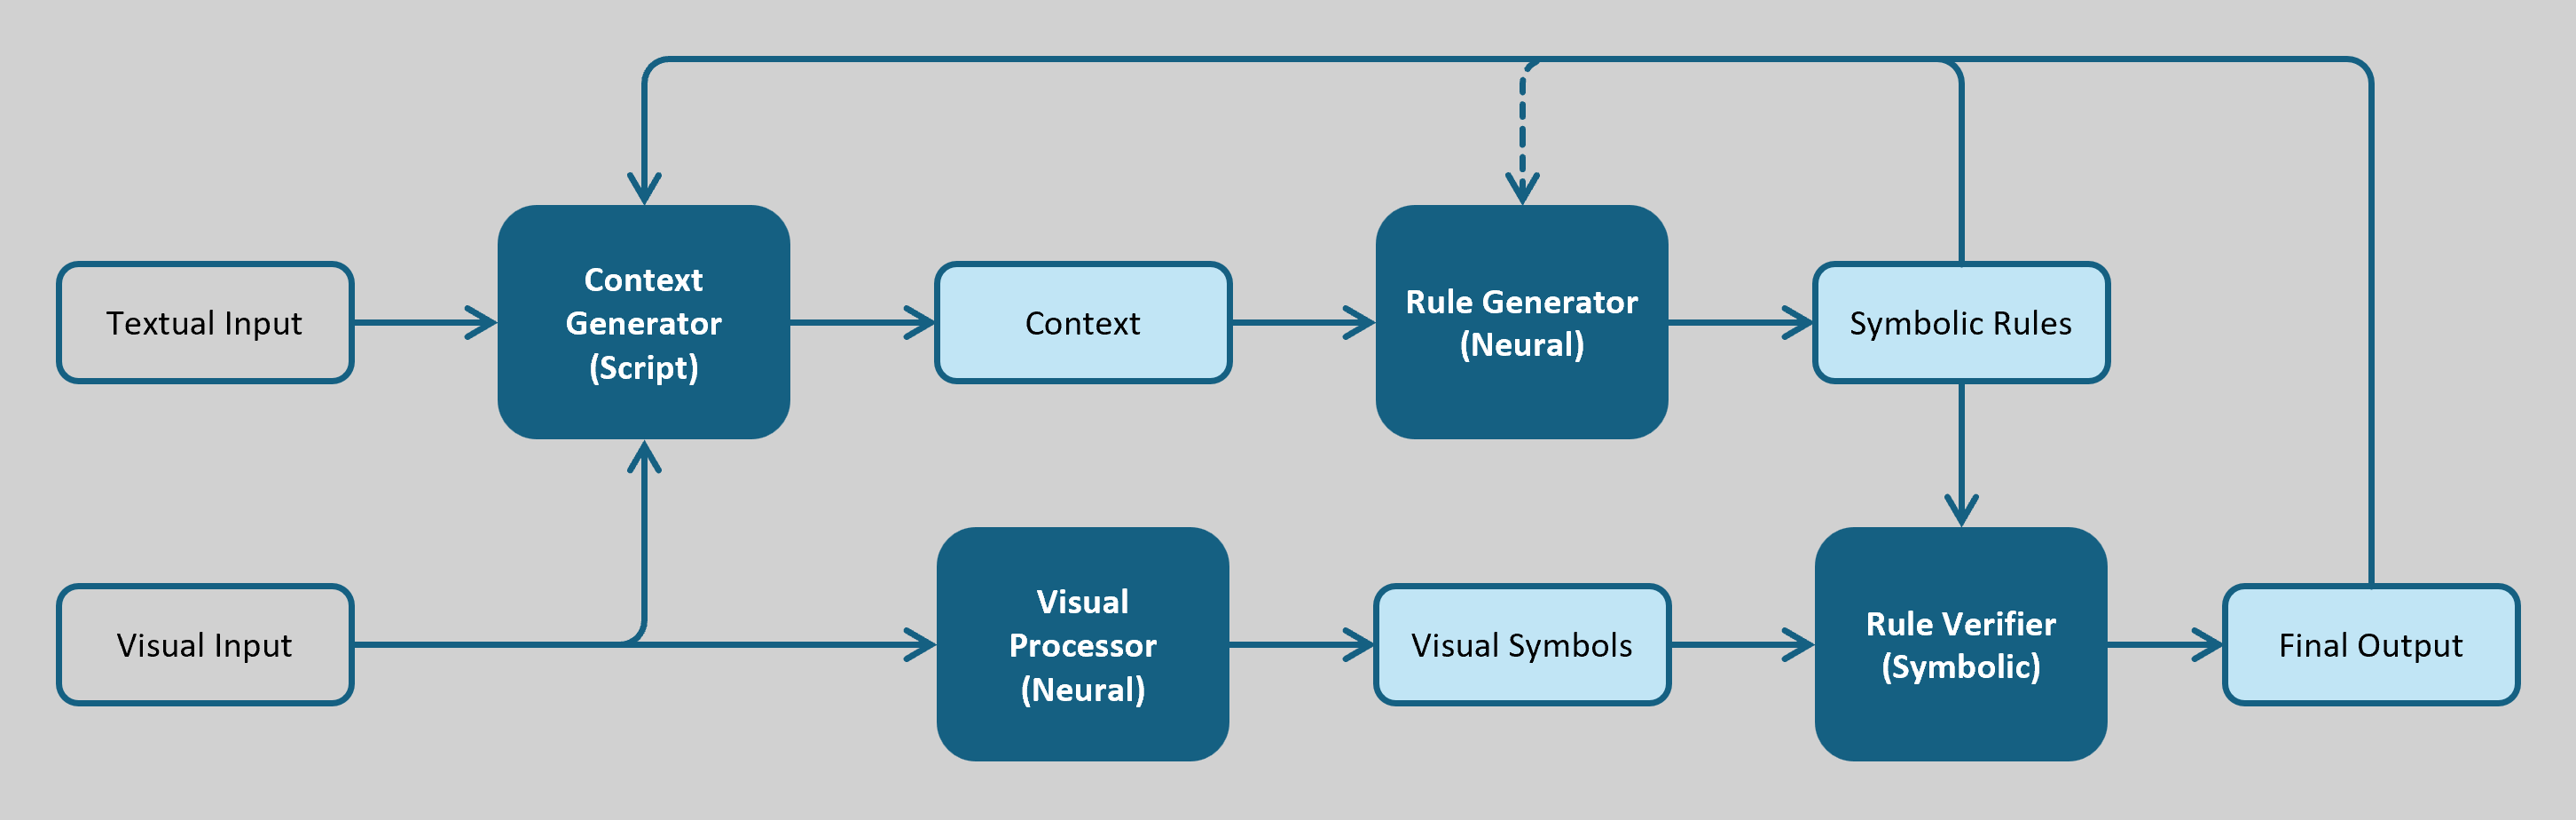 Textual Input
Context
Generator
(Script)
Context
Rule Generator
(Neural)
Symbolic Rules
Visual Input
Visual
Processor
(Neural)
Visual Symbols
Rule Verifier
(Symbolic)
Final Output